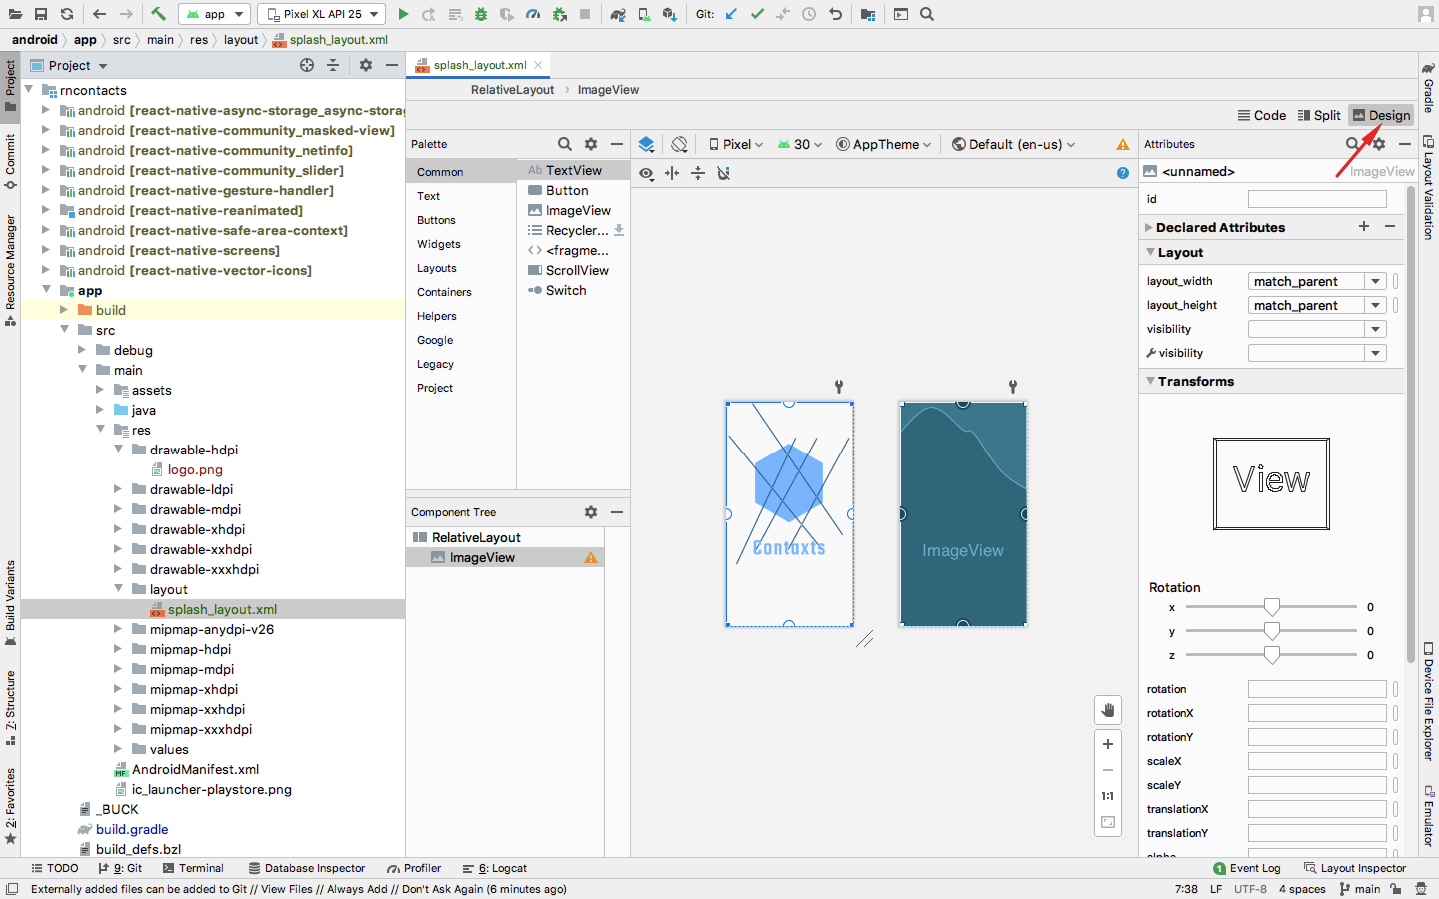 app
Pixel XL API 25
Git:
android
app
src
main
res
layout
splash_layout.xml
Project
splash_layout.xml
RelativeLayout
ImageView
Code
Split
Design
Project
rncontacts
android [react-native-async-storage_async-storag
android [react-native-community_masked-view]
android [react-native-community_netinfo]
android [react-native-community_slider]
android [react-native-gesture-handler]
android [react-native-reanimated]
android [react-native-safe-area-context]
android [react-native-screens]
android [react-native-vector-icons]
app
build
src
debug
main
assets
java
res
drawable-hdpi
logo.png
drawable-ldpi
drawable-mdpi
drawable-xhdpi
drawable-xxhdpi
drawable-xxxhdpi
layout
splash_layout.xml
mipmap-anydpi-v26
mipmap-hdpi
mipmap-mdpi
mipmap-xhdpi
mipmap-xxhdpi
mipmap-xxxhdpi
values
AndroidManifest.xml
ic_launcher-playstore.png
_BUCK
build.gradle
build_defs.bzl
Commit
Resource Manager
Build Variants
7: Structure
2: Favorites
Palette
Common
Text
Buttons
Widgets
Layouts
Containers
Helpers
Google
Legacy
Project
Ab TextView
Button
ImageView
Recycler...
<> <fragme...
ScrollView
Switch
Component Tree
RelativeLayout
ImageView
Pixel
30
AppTheme
Default (en-us)
?
Contaxts
ImageView
1:1
Attributes
<unnamed>
ImageView
id
Declared Attributes
Layout
layout_width
match_parent
layout_height
match_parent
visibility
visibility
Transforms
View
Rotation
x 0
y 0
z 0
rotation
rotationX
rotationY
scaleX
scaleY
translationX
translationY
alpha
Gradle
Layout Validation
Device File Explorer
Emulator
TODO
9: Git
Terminal
Database Inspector
Profiler
6: Logcat
1 Event Log
Layout Inspector
Externally added files can be added to Git // View Files // Always Add // Don't Ask Again (6 minutes ago)
7:38
LF
UTF-8
4 spaces
main